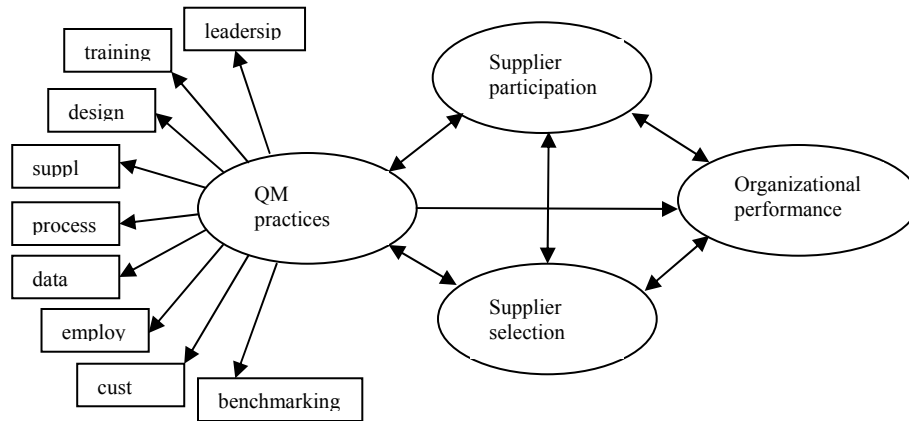 leadersip
training
design
suppl
process
data
employ
cust
benchmarking
QM
practices
Supplier
participation
Supplier
selection
Organizational
performance